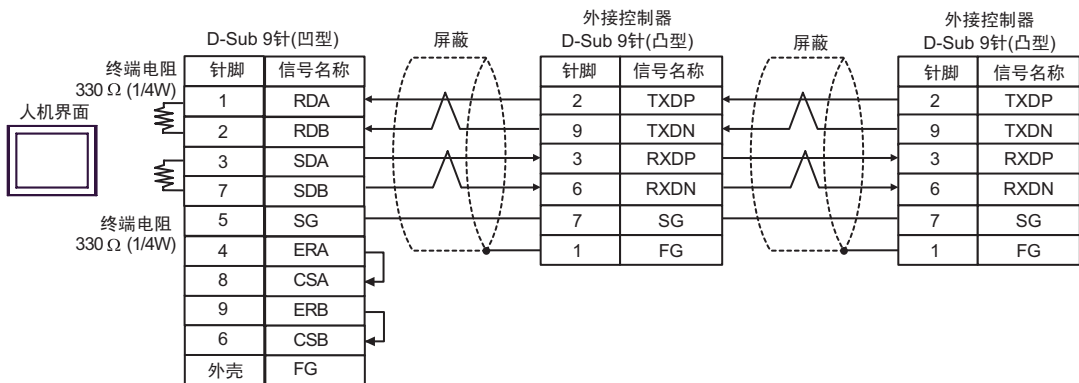 外接控制器
外接控制器
D-Sub 9针(凹型)
屏蔽
D-Sub 9针(凸型)
屏蔽
D-Sub 9针(凸型)
终端电阻
330 Ω (1/4W)
人机界面
终端电阻
330 Ω (1/4W)
针脚 信号名称
1 RDA
2 RDB
3 SDA
7 SDB
5 SG
4 ERA
8 CSA
9 ERB
6 CSB
外壳 FG
针脚 信号名称
2 TXDP
9 TXDN
3 RXDP
6 RXDN
7 SG
1 FG
针脚 信号名称
2 TXDP
9 TXDN
3 RXDP
6 RXDN
7 SG
1 FG